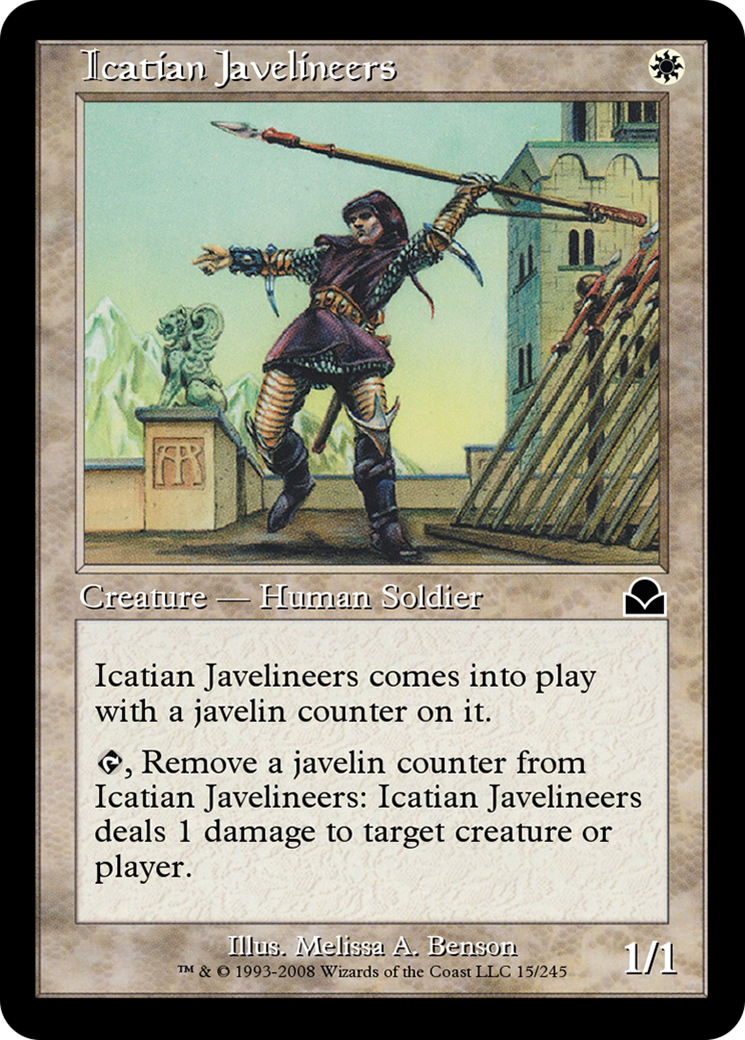 Icatian Javelineers
Creature — Human Soldier
Icatian Javelineers comes into play
with a javelin counter on it.
, Remove a javelin counter from
Icatian Javelineers: Icatian Javelineers
deals 1 damage to target creature or
player.
Illus. Melissa A. Benson
™ & © 1993-2008 Wizards of the Coast LLC 15/245
1/1